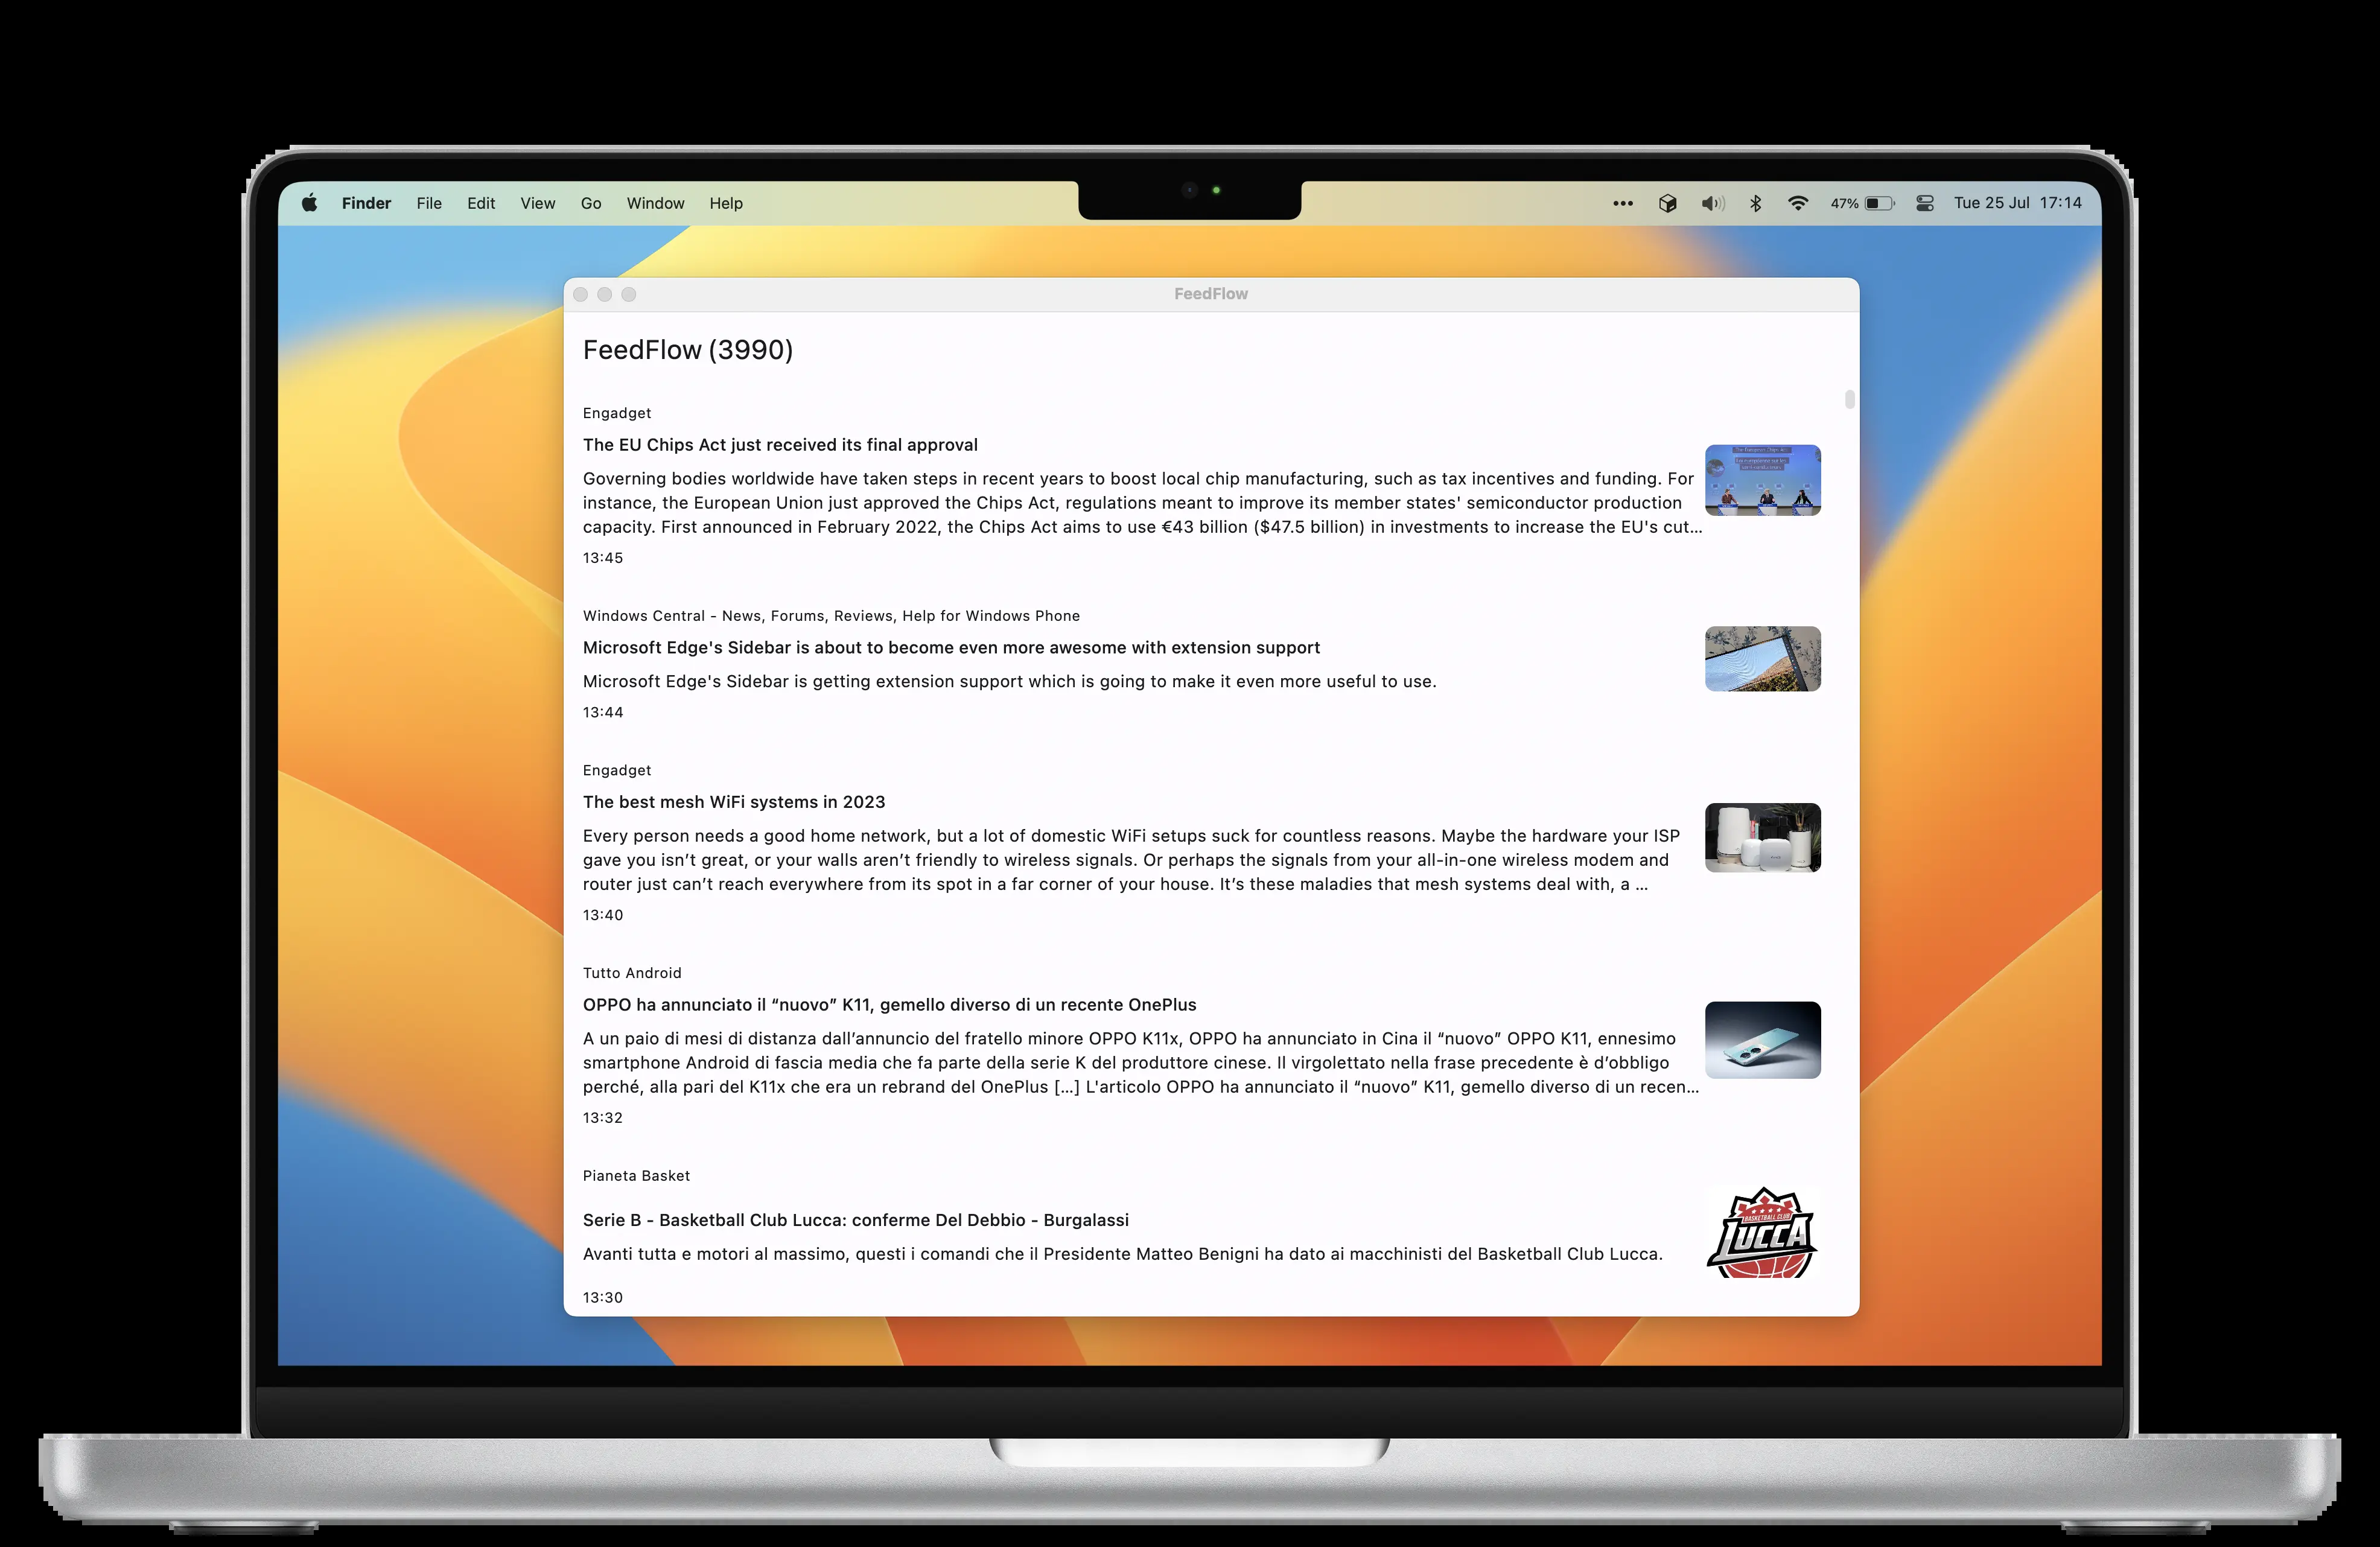 Finder File Edit View Go Window Help
47% Tue 25 Jul 17:14
FeedFlow
FeedFlow (3990)
Engadget
The EU Chips Act just received its final approval
Governing bodies worldwide have taken steps in recent years to boost local chip manufacturing, such as tax incentives and funding. For
instance, the European Union just approved the Chips Act, regulations meant to improve its member states' semiconductor production
capacity. First announced in February 2022, the Chips Act aims to use €43 billion ($47.5 billion) in investments to increase the EU's cut...
13:45
Windows Central - News, Forums, Reviews, Help for Windows Phone
Microsoft Edge's Sidebar is about to become even more awesome with extension support
Microsoft Edge's Sidebar is getting extension support which is going to make it even more useful to use.
13:44
Engadget
The best mesh WiFi systems in 2023
Every person needs a good home network, but a lot of domestic WiFi setups suck for countless reasons. Maybe the hardware your ISP
gave you isn’t great, or your walls aren’t friendly to wireless signals. Or perhaps the signals from your all-in-one wireless modem and
router just can’t reach everywhere from its spot in a far corner of your house. It’s these maladies that mesh systems deal with, a ...
13:40
Tutto Android
OPPO ha annunciato il “nuovo” K11, gemello diverso di un recente OnePlus
A un paio di mesi di distanza dall’annuncio del fratello minore OPPO K11x, OPPO ha annunciato in Cina il “nuovo” OPPO K11, ennesimo
smartphone Android di fascia media che fa parte della serie K del produttore cinese. Il virgolettato nella frase precedente è d’obbligo
perché, alla pari del K11x che era un rebrand del OnePlus [...] L'articolo OPPO ha annunciato il “nuovo” K11, gemello diverso di un recen...
13:32
Pianeta Basket
Serie B - Basketball Club Lucca: conferme Del Debbio - Burgalassi
Avanti tutta e motori al massimo, questi i comandi che il Presidente Matteo Benigni ha dato ai macchinisti del Basketball Club Lucca.
13:30
BASKETBALL CLUB
LUCCA